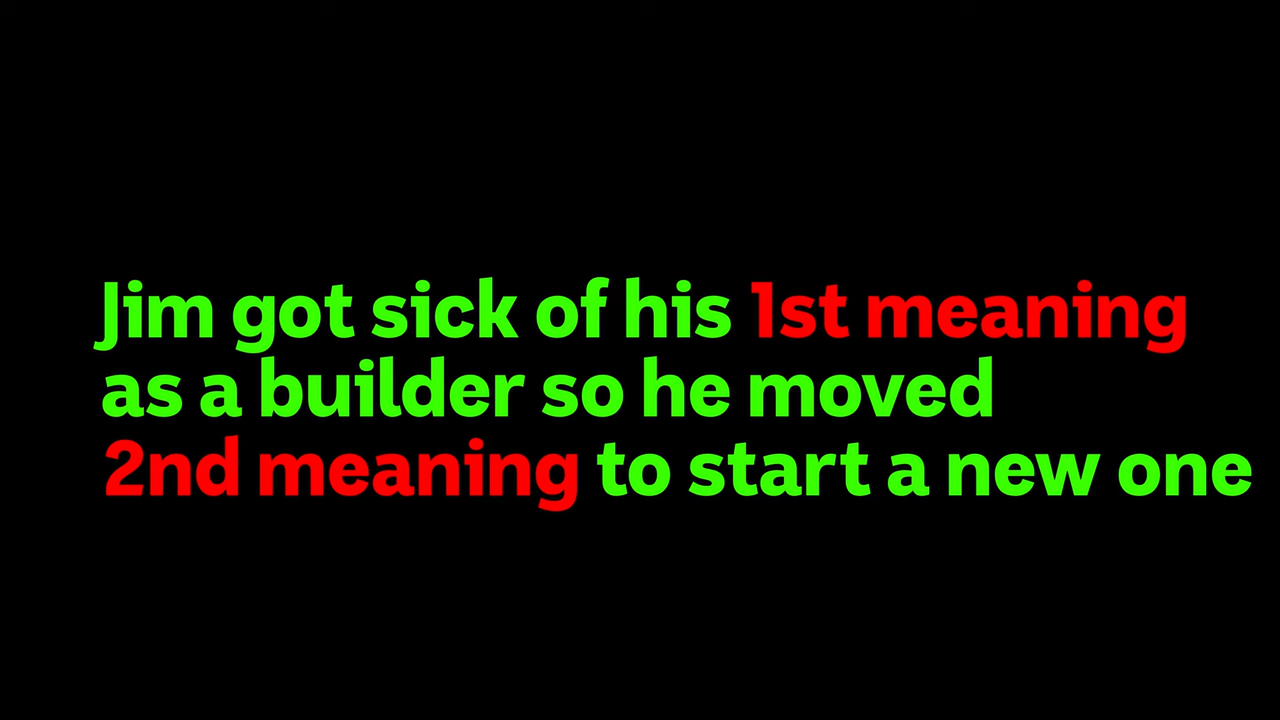 Jim got sick of his 1st meaning
as a builder so he moved
2nd meaning to start a new one